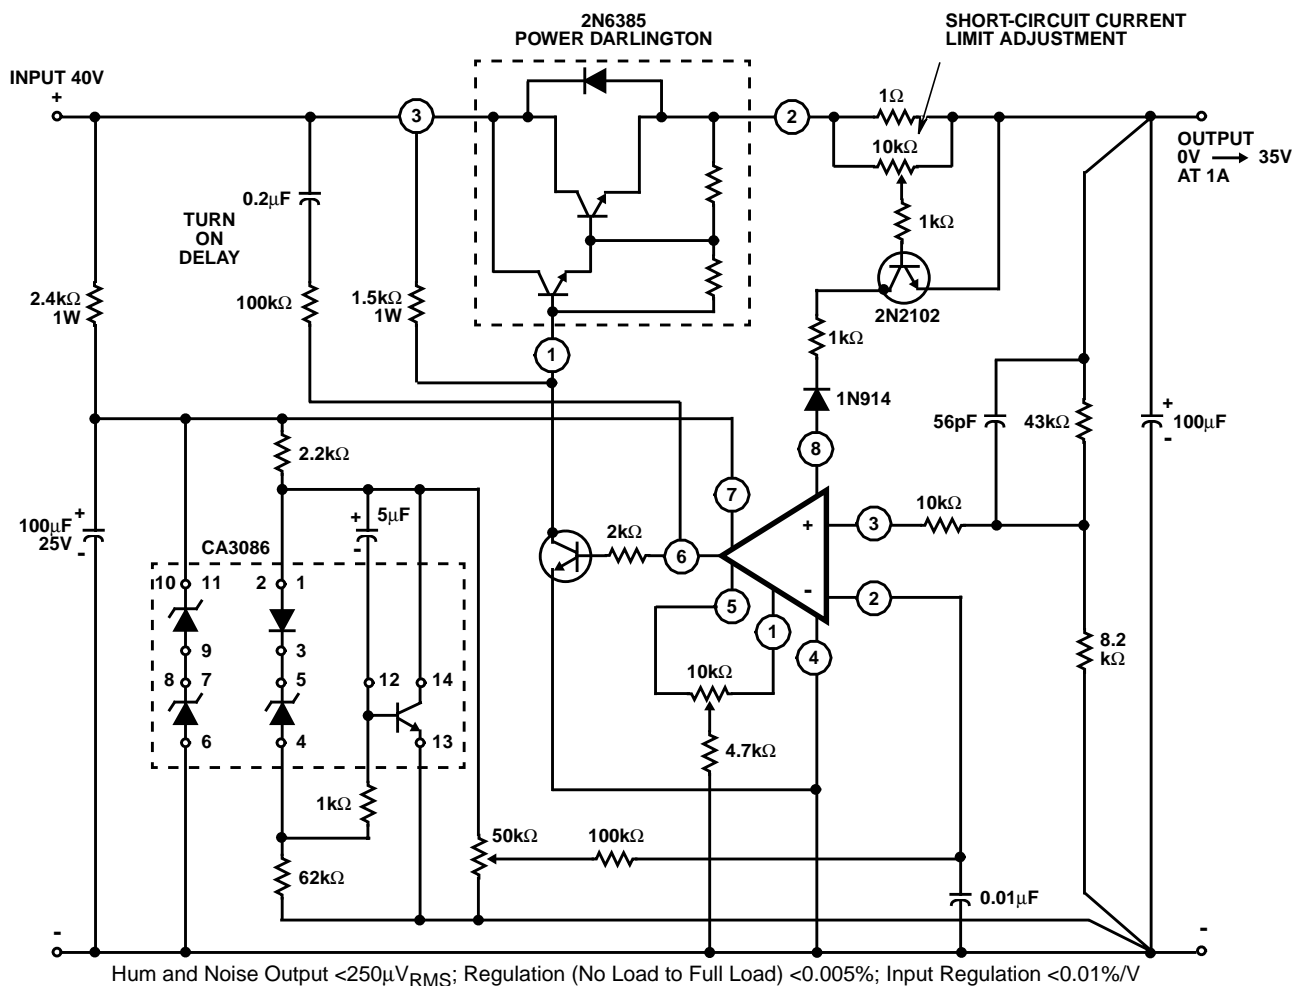 2N6385
POWER DARLINGTON
SHORT-CIRCUIT CURRENT
LIMIT ADJUSTMENT
INPUT 40V
+
3
2
1Ω
10kΩ
OUTPUT
0V → 35V
AT 1A
0.2μF
TURN
ON
DELAY
1kΩ
2.4kΩ
1W
100kΩ
1.5kΩ
1W
2N2102
1kΩ
1
1N914
56pF
43kΩ
+
100μF
-
2.2kΩ
8
7
+
100μF
25V
-
+
5μF
-
2kΩ
6
+
3
10kΩ
CA3086
10
11
2
1
5
-
2
1
4
9
3
8.2
kΩ
8
7
5
12
14
10kΩ
6
4
13
4.7kΩ
1kΩ
50kΩ
100kΩ
62kΩ
0.01μF
-
-
Hum and Noise Output <250μVRMS; Regulation (No Load to Full Load) <0.005%; Input Regulation <0.01%/V